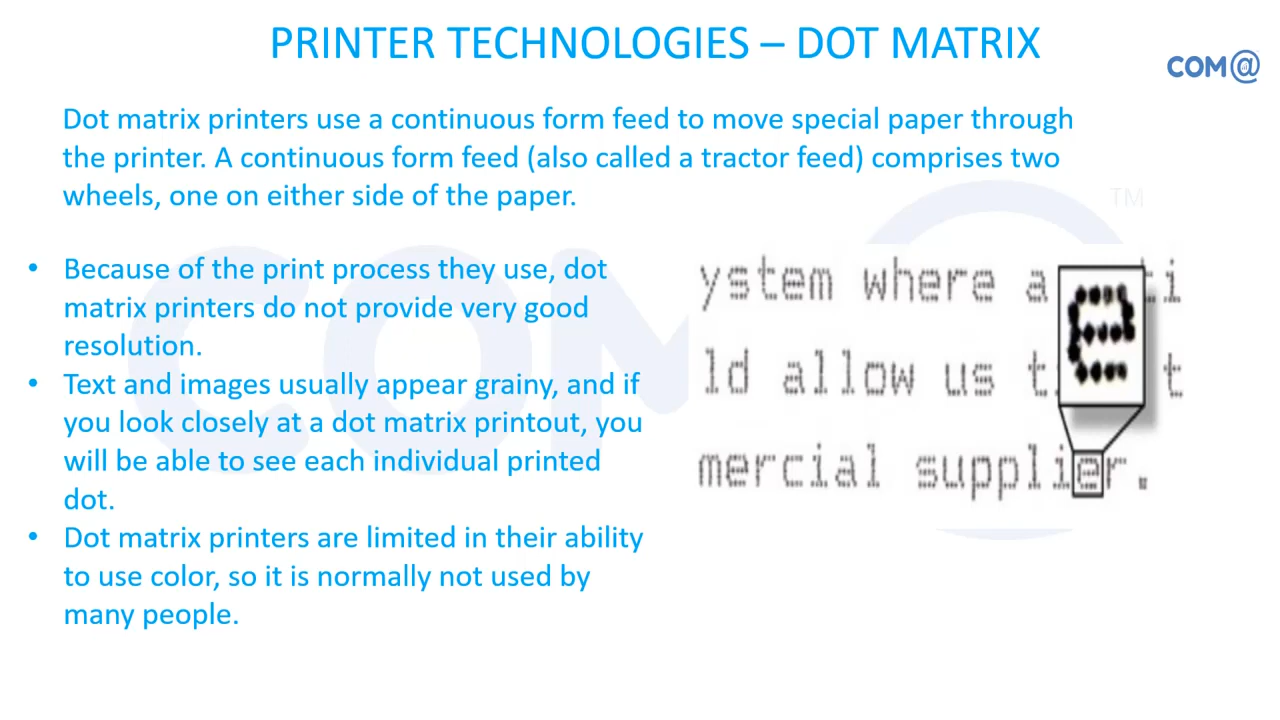 PRINTER TECHNOLOGIES – DOT MATRIX
COM@
Dot matrix printers use a continuous form feed to move special paper through
the printer. A continuous form feed (also called a tractor feed) comprises two
wheels, one on either side of the paper.
TM
• Because of the print process they use, dot
matrix printers do not provide very good
resolution.
• Text and images usually appear grainy, and if
you look closely at a dot matrix printout, you
will be able to see each individual printed
dot.
• Dot matrix printers are limited in their ability
to use color, so it is normally not used by
many people.
ystem where a ti
e
ld allow us t t
mercial supplier.